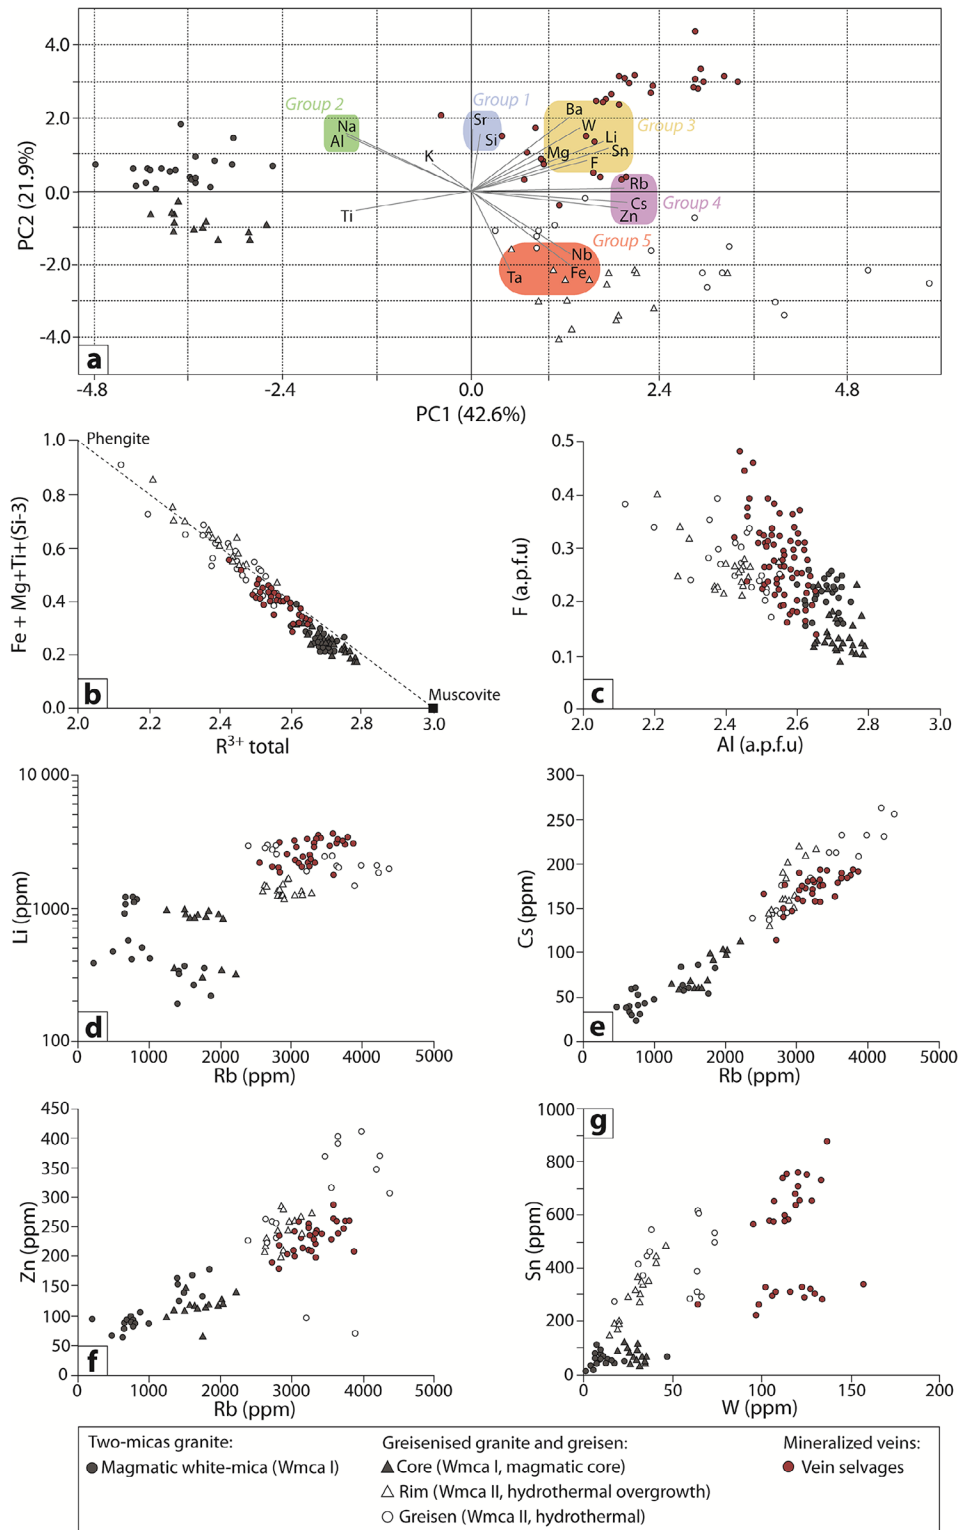 4.0
2.0
0.0
-2.0
-4.0
PC2 (21.9%)
Group 1
Group 2
Group 3
Group 4
Group 5
Na
Al
Sr
Si
Ba
W
Li
Sn
Mg
F
K
Ti
Rb
Cs
Zn
Nb
Fe
Ta
a
-4.8 -2.4 0.0 2.4 4.8
PC1 (42.6%)
1.0
0.8
0.6
0.4
0.2
0.0
Fe + Mg+Ti+(Si-3)
Phengite
Muscovite
b
2.0 2.2 2.4 2.6 2.8 3.0
R3+ total
0.5
0.4
0.3
0.2
0.1
0
F (a.p.f.u)
c
2.0 2.2 2.4 2.6 2.8 3.0
Al (a.p.f.u)
10 000
1000
100
Li (ppm)
d
0 1000 2000 3000 4000 5000
Rb (ppm)
300
250
200
150
100
50
0
Cs (ppm)
e
0 1000 2000 3000 4000 5000
Rb (ppm)
450
400
350
300
250
200
150
100
50
0
Zn (ppm)
f
0 1000 2000 3000 4000 5000
Rb (ppm)
1000
800
600
400
200
0
Sn (ppm)
g
0 50 100 150 200
W (ppm)
Two-micas granite:
Magmatic white-mica (Wmca I)
Greisenised granite and greisen:
Core (Wmca I, magmatic core)
Rim (Wmca II, hydrothermal overgrowth)
Greisen (Wmca II, hydrothermal)
Mineralized veins:
Vein selvages